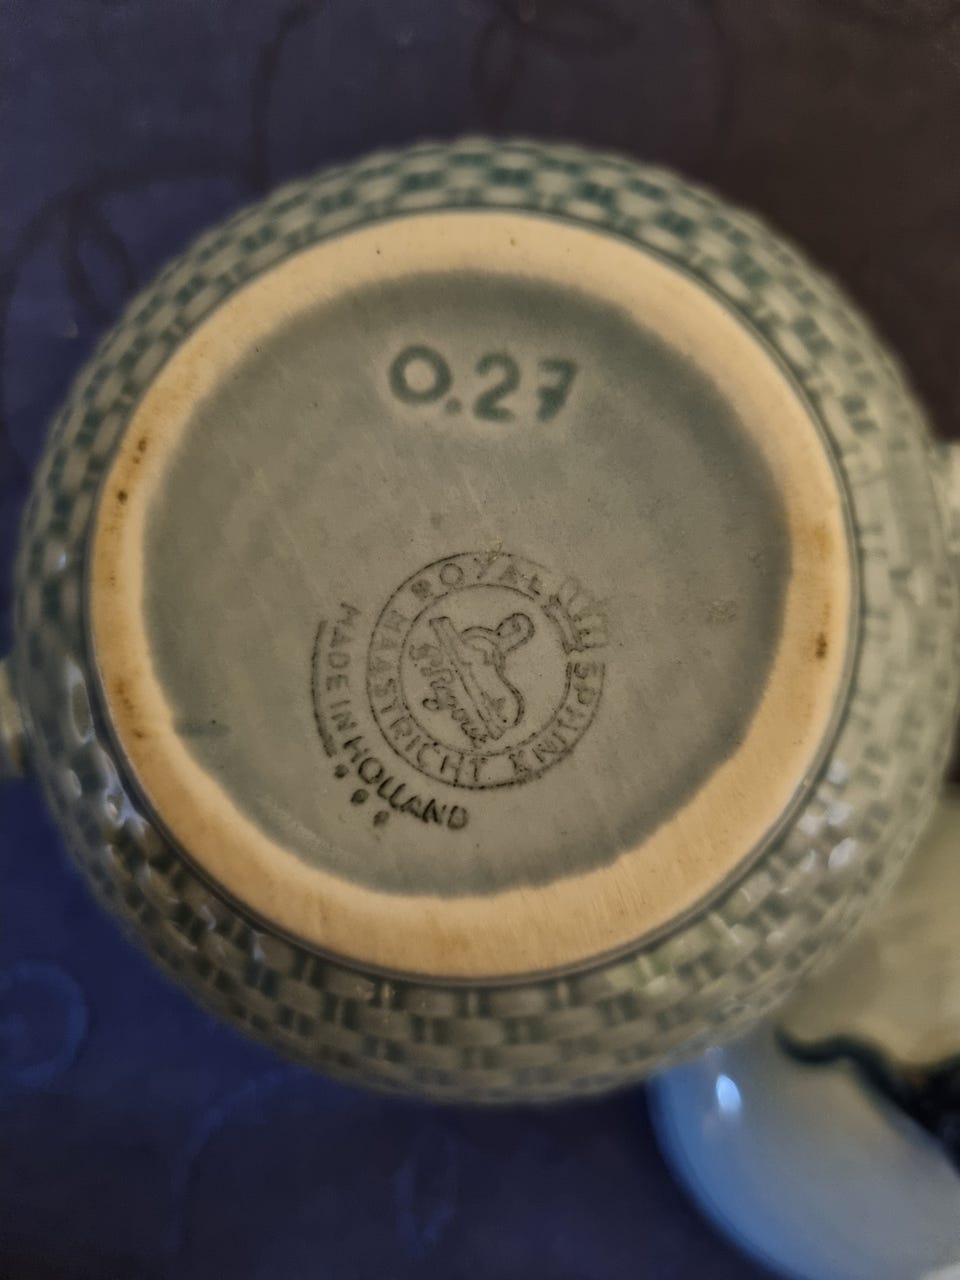 0.27
ROYAL SPHINX
MAASTRICHT
P. Regout
MADE IN HOLLAND